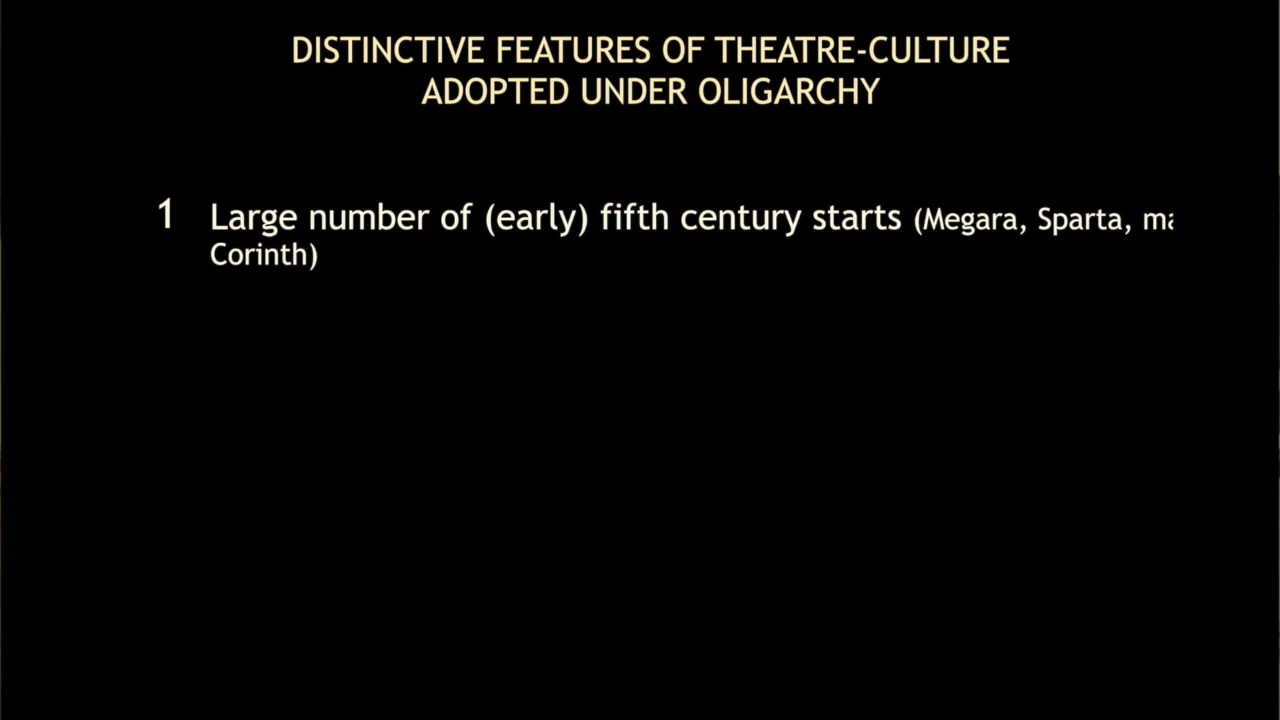 DISTINCTIVE FEATURES OF THEATRE-CULTURE
ADOPTED UNDER OLIGARCHY
1 Large number of (early) fifth century starts (Megara, Sparta,
Corinth)